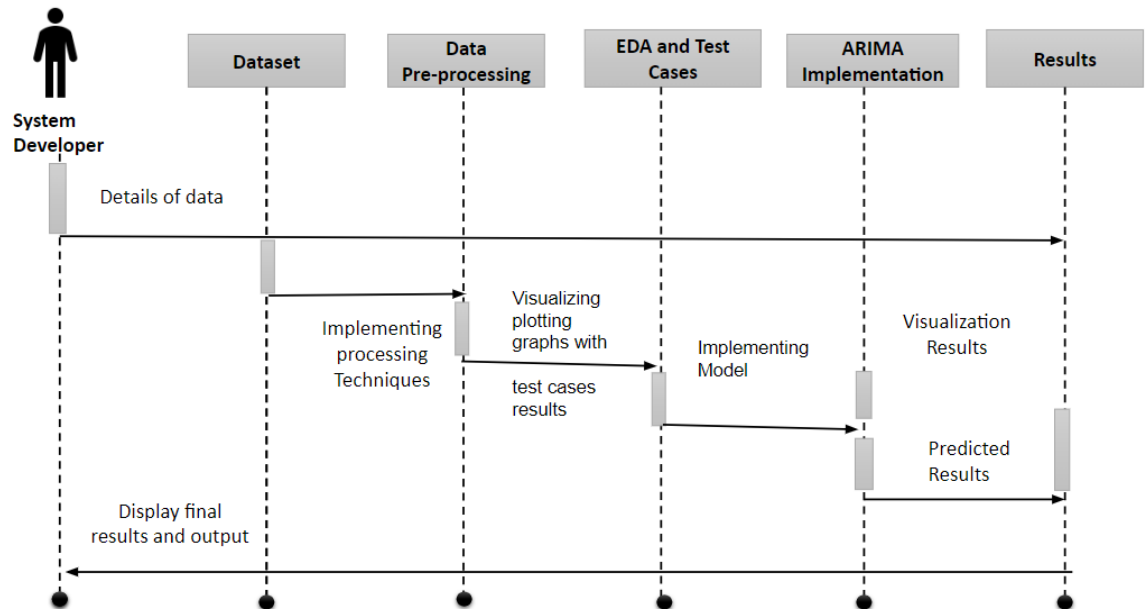 System
Developer
Dataset
Data
Pre-processing
EDA and Test
Cases
ARIMA
Implementation
Results
Details of data
Implementing
processing
Techniques
Visualizing
plotting
graphs with
test cases
results
Implementing
Model
Visualization
Results
Predicted
Results
Display final
results and output